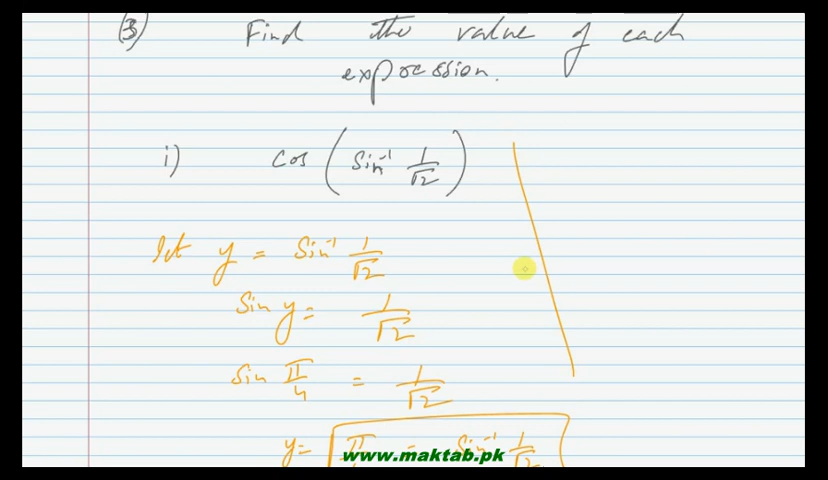 (3) Find the value of each
expression.
i) cos (Sin⁻¹ 1/√2)
let y = Sin⁻¹ 1/√2
Sin y = 1/√2
Sin π/4 = 1/√2
y = π = Sin⁻¹ 1/√2
www.maktab.pk